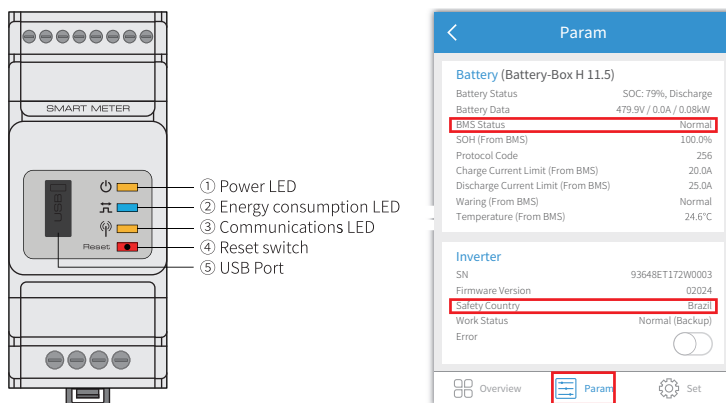 SMART METER
USB
Reset
① Power LED
② Energy consumption LED
③ Communications LED
④ Reset switch
⑤ USB Port
Param
Battery (Battery-Box H 11.5)
Battery Status SOC: 79%, Discharge
Battery Data 479.9V / 0.0A / 0.08kW
BMS Status Normal
SOH (From BMS) 100.0%
Protocol Code 256
Charge Current Limit (From BMS) 20.0A
Discharge Current Limit (From BMS) 25.0A
Waring (From BMS) Normal
Temperature (From BMS) 24.6°C
Inverter
SN 93648ET172W0003
Firmware Version 02024
Safety Country Brazil
Work Status Normal (Backup)
Error
Overview Param Set